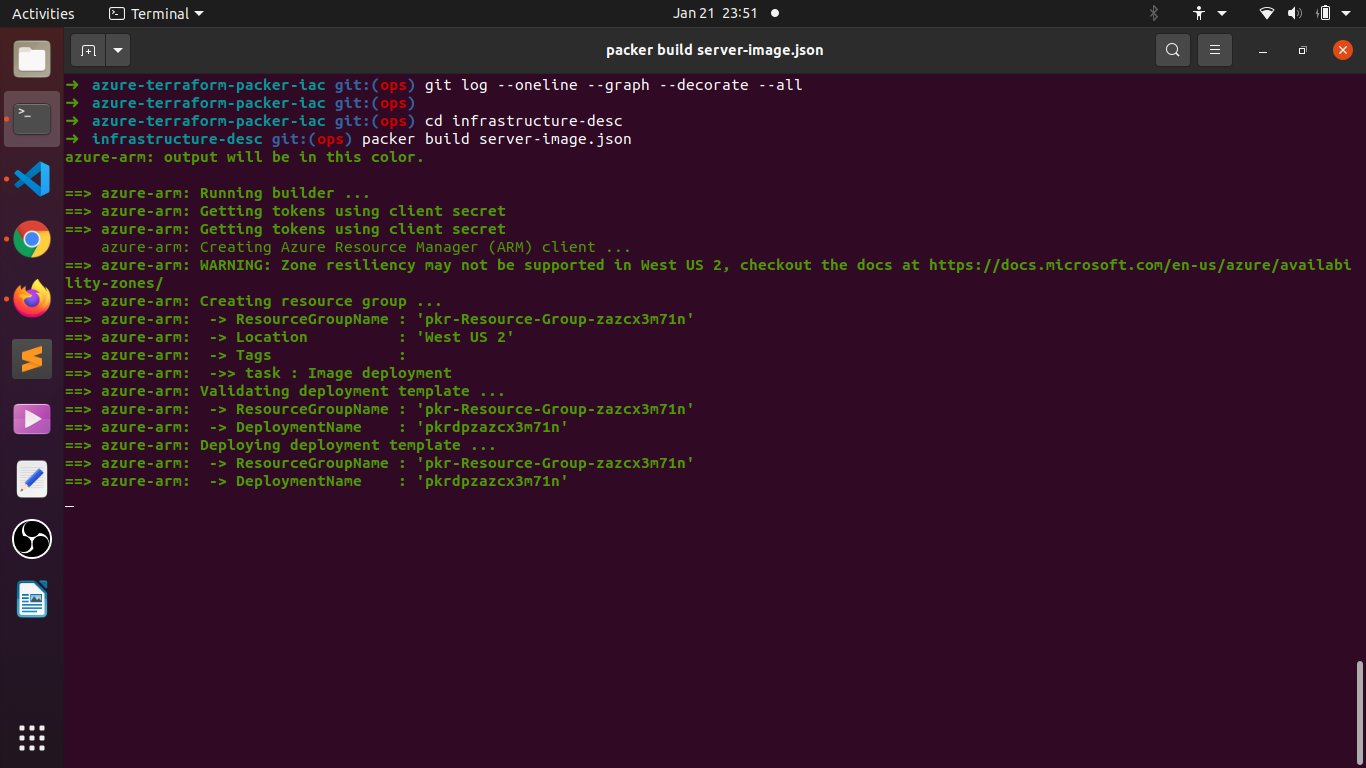 Activities
Terminal
Jan 21 23:51
packer build server-image.json
➜ azure-terraform-packer-iac git:(ops) git log --oneline --graph --decorate --all
➜ azure-terraform-packer-iac git:(ops)
➜ azure-terraform-packer-iac git:(ops) cd infrastructure-desc
➜ infrastructure-desc git:(ops) packer build server-image.json
azure-arm: output will be in this color.
==> azure-arm: Running builder ...
==> azure-arm: Getting tokens using client secret
==> azure-arm: Getting tokens using client secret
    azure-arm: Creating Azure Resource Manager (ARM) client ...
==> azure-arm: WARNING: Zone resiliency may not be supported in West US 2, checkout the docs at https://docs.microsoft.com/en-us/azure/availabi
lity-zones/
==> azure-arm: Creating resource group ...
==> azure-arm:  -> ResourceGroupName : 'pkr-Resource-Group-zazcx3m71n'
==> azure-arm:  -> Location          : 'West US 2'
==> azure-arm:  -> Tags              :
==> azure-arm:  ->> task : Image deployment
==> azure-arm: Validating deployment template ...
==> azure-arm:  -> ResourceGroupName : 'pkr-Resource-Group-zazcx3m71n'
==> azure-arm:  -> DeploymentName    : 'pkrdpzazcx3m71n'
==> azure-arm: Deploying deployment template ...
==> azure-arm:  -> ResourceGroupName : 'pkr-Resource-Group-zazcx3m71n'
==> azure-arm:  -> DeploymentName    : 'pkrdpzazcx3m71n'